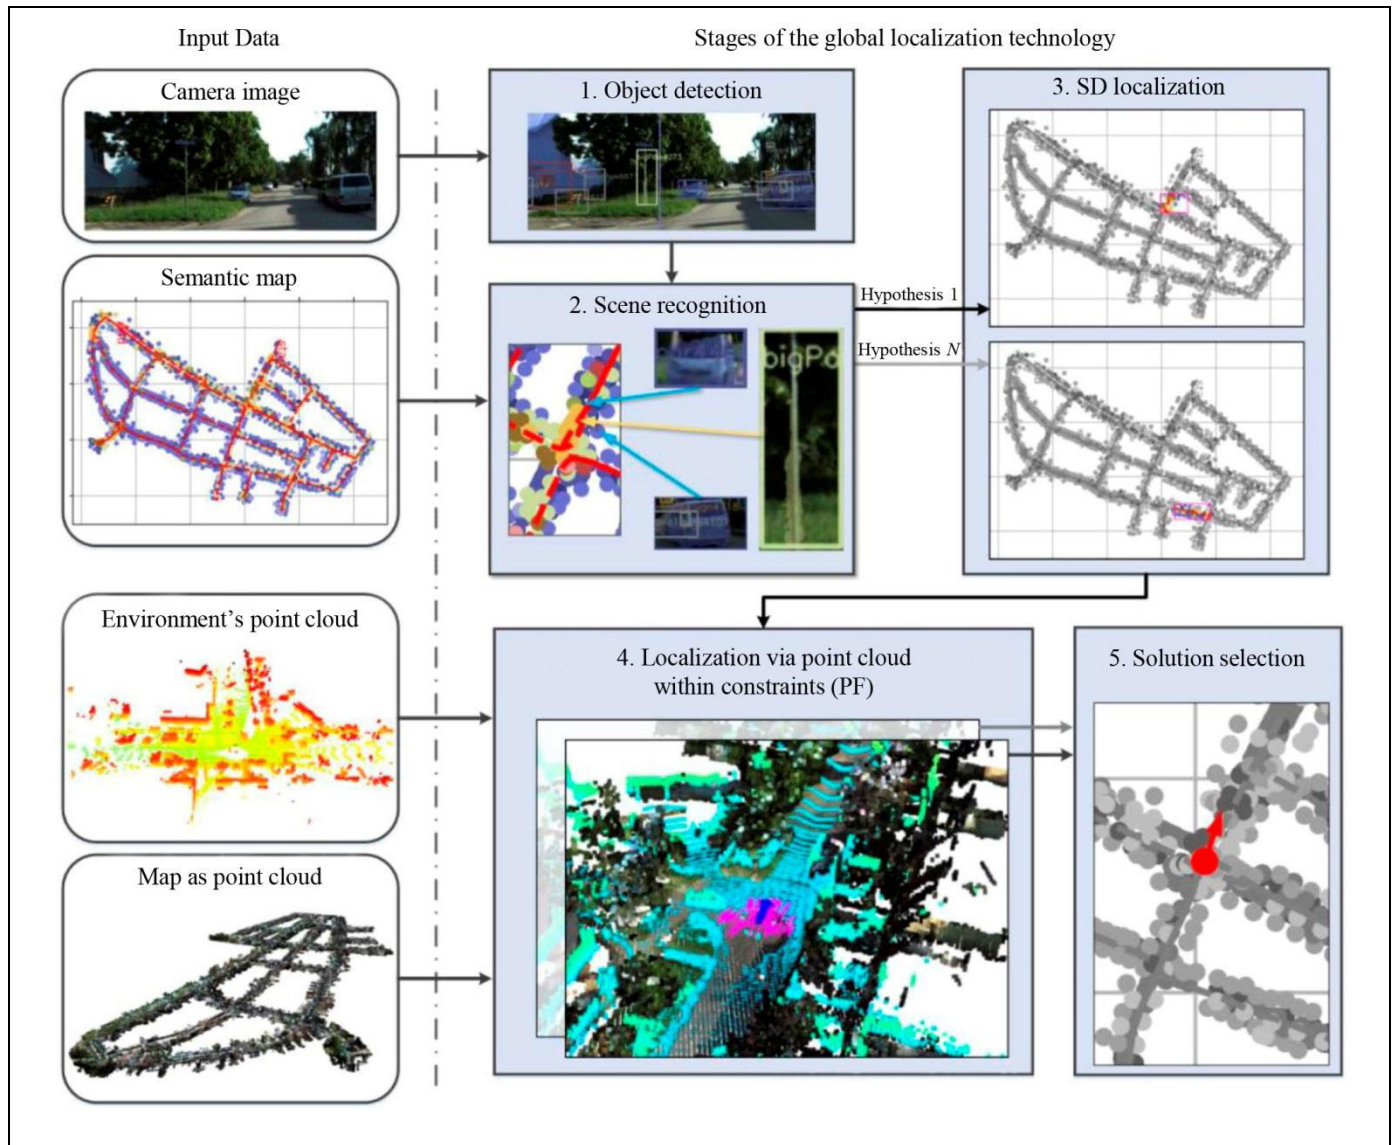 Input Data
Stages of the global localization technology
Camera image
1. Object detection
3. SD localization
Semantic map
2. Scene recognition
bigPo
Hypothesis 1
Hypothesis N
Environment’s point cloud
4. Localization via point cloud
within constraints (PF)
5. Solution selection
Map as point cloud